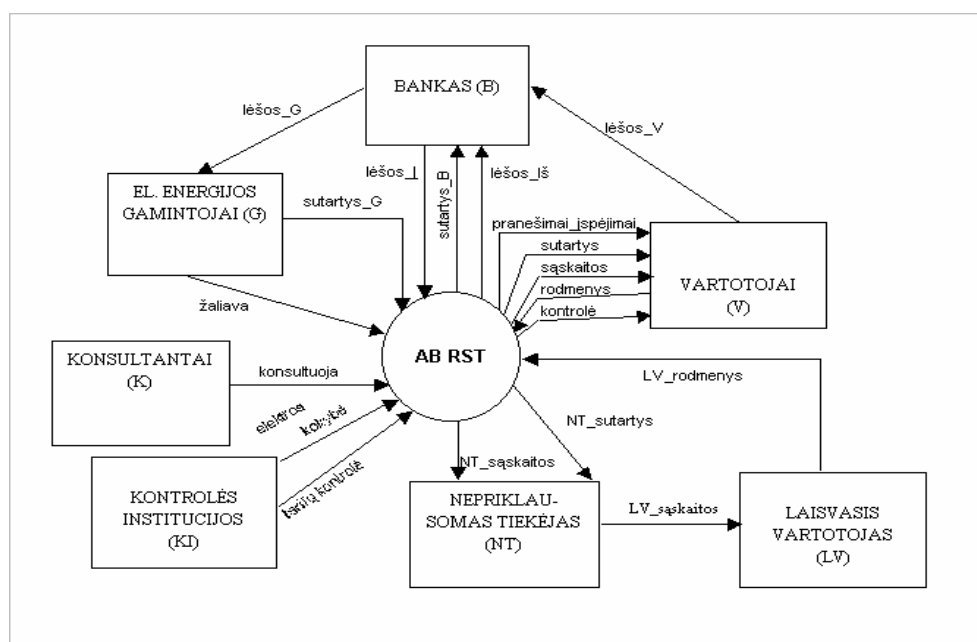 BANKAS (B)
lėšos_G
lėšos_V
EL. ENERGIJOS
GAMINTOJAI (G)
sutartys_G
lėšos_Į
sutartys_B
lėšos_Iš
pranešimai_įspėjimai
sutartys
sąskaitos
rodmenys
kontrolė
VARTOTOJAI
(V)
žaliava
AB RST
KONSULTANTAI
(K)
konsultuoja
LV_rodmenys
elektros
kokybė
NT_sutartys
tarifų kontrolė
NT_sąskaitos
KONTROLĖS
INSTITUCIJOS
(KI)
NEPRIKLAU-
SOMAS TIEKĖJAS
(NT)
LV_sąskaitos
LAISVASIS
VARTOTOJAS
(LV)